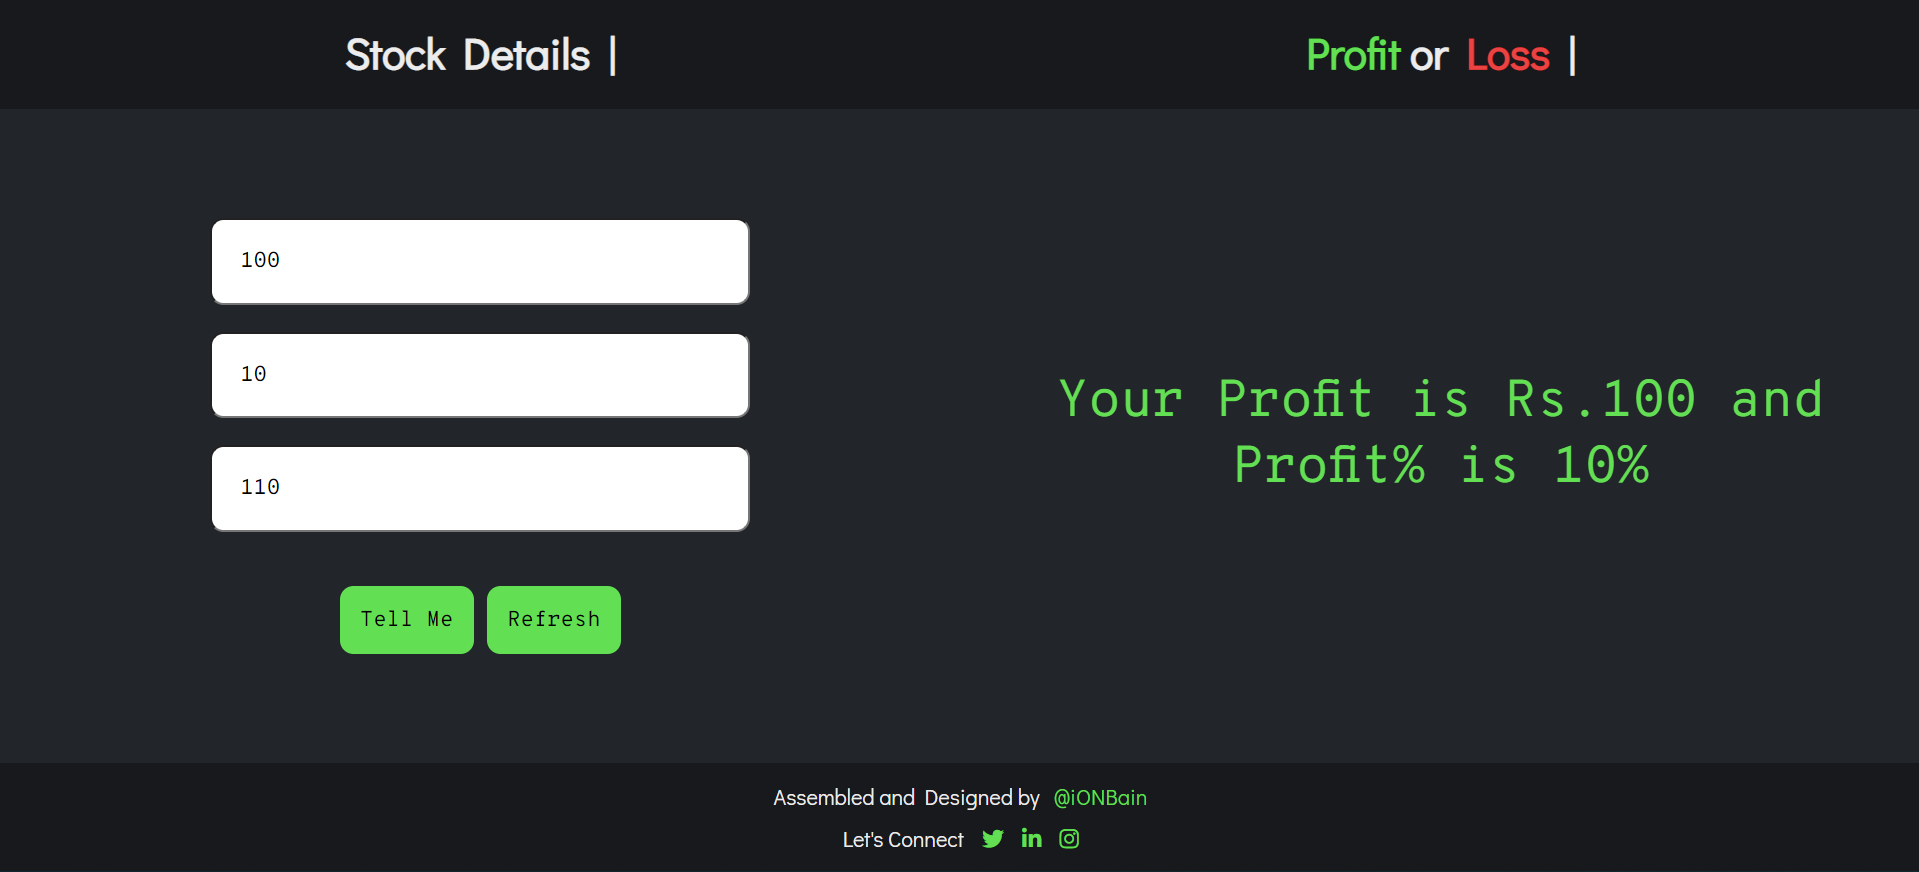 Stock Details |
Profit or Loss |
100
10
110
Tell Me Refresh
Your Profit is Rs.100 and
Profit% is 10%
Assembled and Designed by @iONBain
Let's Connect